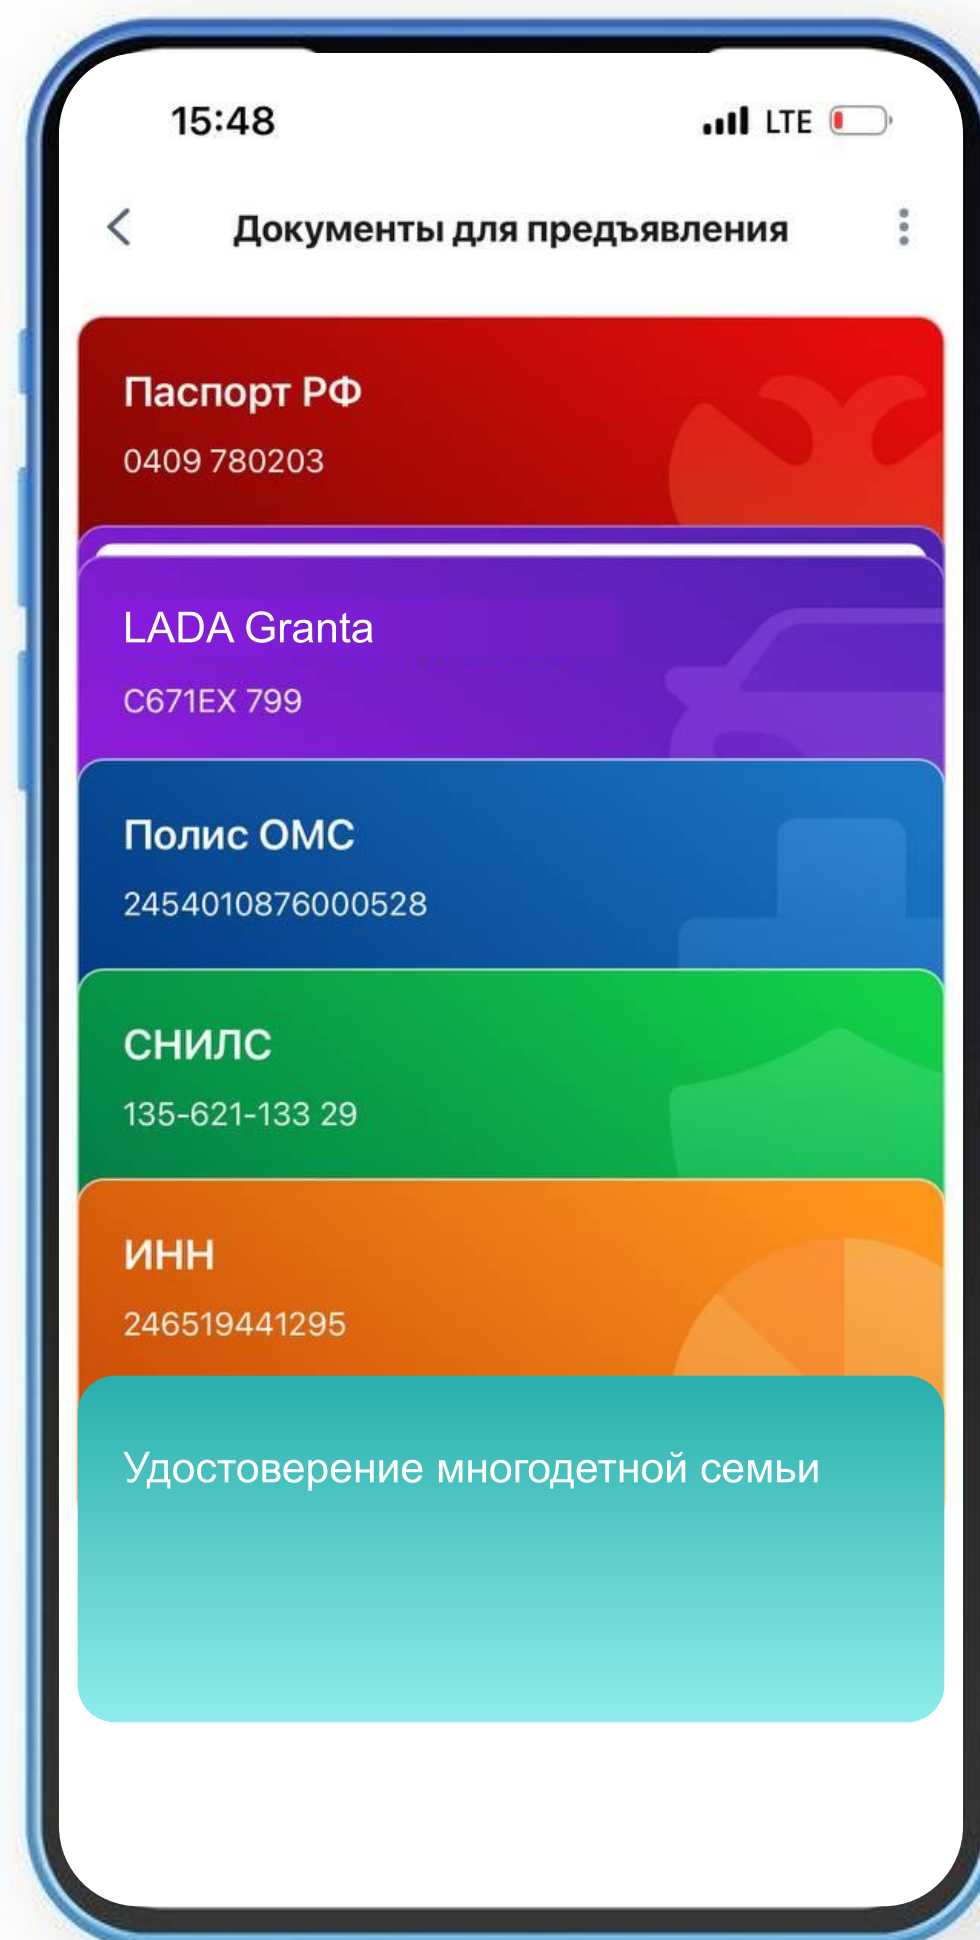 15:48
LTE
Документы для предъявления
Паспорт РФ
0409 780203
LADA Granta
С671ЕХ 799
Полис ОМС
2454010876000528
СНИЛС
135-621-133 29
ИНН
246519441295
Удостоверение многодетной семьи